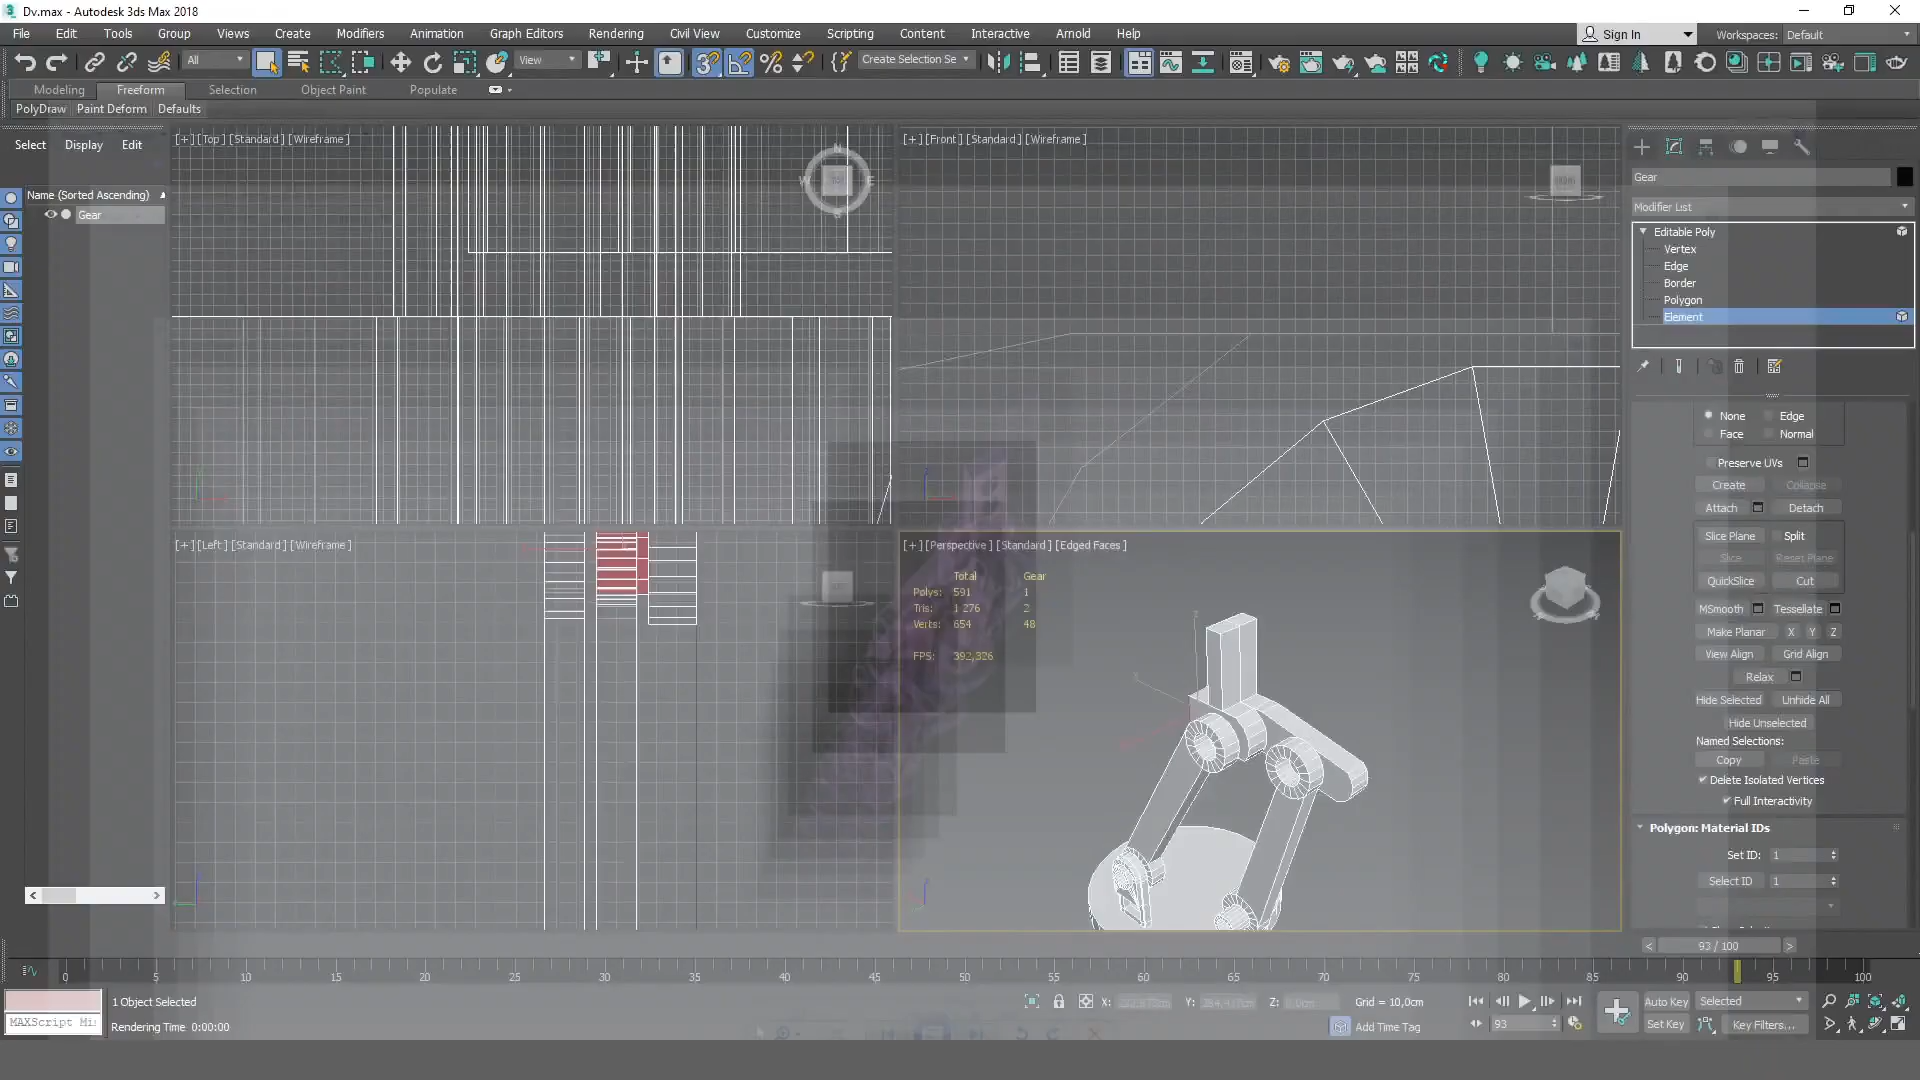 Dv.max - Autodesk 3ds Max 2018
File Edit Tools Group Views Create Modifiers Animation Graph Editors Rendering Civil View Customize Scripting Content Interactive Arnold Help
Sign In Workspaces: Default
All View Create Selection Se
Modeling Freeform Selection Object Paint Populate
PolyDraw Paint Deform Defaults
Select Display Edit
Name (Sorted Ascending)
Gear
[+] [Top] [Standard] [Wireframe]
N
W E
[+] [Front] [Standard] [Wireframe]
[+] [Left] [Standard] [Wireframe]
[+] [Perspective] [Standard] [Edged Faces]
Total Gear
Polys: 591 1
Tris: 1 276 2
Verts: 654 48
FPS: 392,326
Gear
Modifier List
Editable Poly
Vertex
Edge
Border
Polygon
Element
None Edge
Face Normal
Preserve UVs
Create Collapse
Attach Detach
Slice Plane Split
Slice Reset Plane
QuickSlice Cut
MSmooth Tessellate
Make Planar X Y Z
View Align Grid Align
Relax
Hide Selected Unhide All
Hide Unselected
Named Selections:
Copy Paste
Delete Isolated Vertices
Full Interactivity
Polygon: Material IDs
Set ID: 1
Select ID 1
< 93 / 100 >
0 5 10 15 20 25 30 35 40 45 50 55 60 65 70 75 80 85 90 95 100
1 Object Selected X: Y: Z: Grid = 10,0cm Auto Key Selected
MAXScript Mi Rendering Time 0:00:00 Add Time Tag 93 Set Key Key Filters...